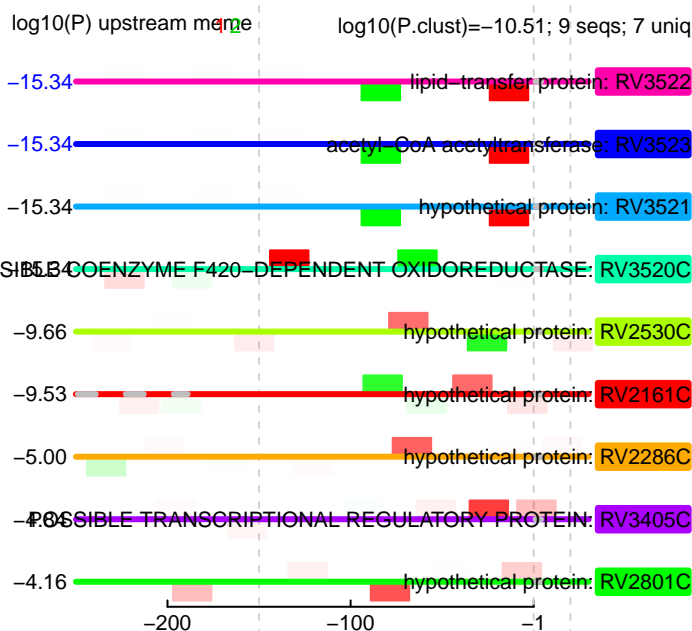 log10(P) upstream meme 1 2 log10(P.clust)=−10.51; 9 seqs; 7 uniq
−15.34 lipid−transfer protein: RV3522
−15.34 acetyl−CoA acetyltransferase: RV3523
−15.34 hypothetical protein: RV3521
−15.34 SIBLE COENZYME F420−DEPENDENT OXIDOREDUCTASE: RV3520C
−9.66 hypothetical protein: RV2530C
−9.53 hypothetical protein: RV2161C
−5.00 hypothetical protein: RV2286C
POSSIBLE TRANSCRIPTIONAL REGULATORY PROTEIN: RV3405C
−4.16 hypothetical protein: RV2801C
−200 −100 −1